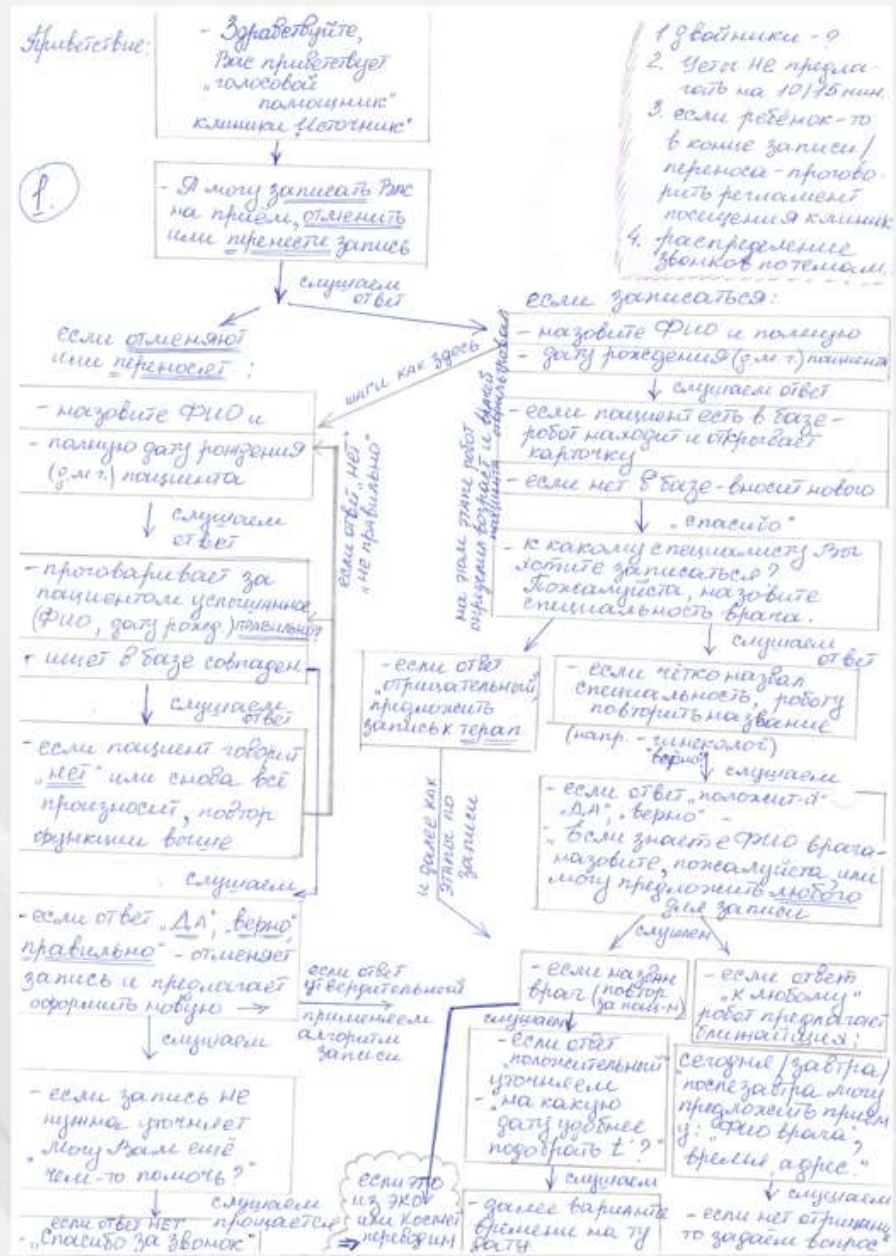 Приветствие:
- Здравствуйте,
Вас приветствует
"голосовой
помощник"
клиники "Источник"
1.
- Я могу записать Вас
на приём, отменить
или перенести запись
слушаем
ответ
1 двойники - ?
2. Чеки не предла-
гать на 10/15 мин.
3. если ребёнок - то
в конце записи/
переноса - прогово-
рить регламент
посещения клиник
4. распределение
звонков по темам.
если отменяют
или переносят:
- назовите ФИО и
- полную дату рождения
(д.м.г.) пациента
слушаем
ответ
- проговаривает за
пациентом услышанное,
(ФИО, дату рожд.) правильно?
+ ищет в базе совпаден
слушаем
ответ
- если пациент говорит
"нет" или снова всё
произносит, повтор
функции выше
слушаем
- если ответ "ДА", "верно",
"правильно" - отменяет
запись и предлагает
оформить новую →
если ответ
утвердительный
применяем
алгоритм
записи
слушаем
- если запись не
нужна уточняет
"Могу Вам ещё
чем-то помочь?"
слушаем
если ответ НЕТ прощается
- "Спасибо за звонок"
если ответ "нет",
"не правильно"
шаги как здесь
если записаться:
- назовите ФИО и полную
- дату рождения (д.м.г.) пациента
слушаем ответ
- если пациент есть в базе -
робот находит и открывает
карточку
- если нет в базе - вносит нового
"спасибо"
на этом этапе робот
определил возраст и
- к какому специалисту Вы
хотите записаться?
Пожалуйста, назовите
специальность врача.
слушаем
ответ
- если ответ
"отрицательный",
предложить
запись к терап
и далее как
этапы по
записи
- если чётко назвал
специальность, роботу
повторить название
(напр. - гинеколог)
"верно"
слушаем
- если ответ "положит-й"
"ДА", "верно" -
- "Если знаете ФИО врача -
назовите, пожалуйста или
могу предложить любого
для записи
слушаем
- если назван
врач (повтор
за пац-м)
слушаем
- если ответ
"положительный"
уточняем
- "на какую
дату удобнее
подобрать t?"
слушаем
- далее варианты
времени на ту
дату
если это
из ЭКО
или космет
переводим
- если ответ
"к любому"
робот предлагает
ближайшия:
сегодня/завтра/
послезавтра могу
предложить приём
у: "ФИО врача",
время, адрес."
слушаем
- если нет отрицания
то задаем вопрос